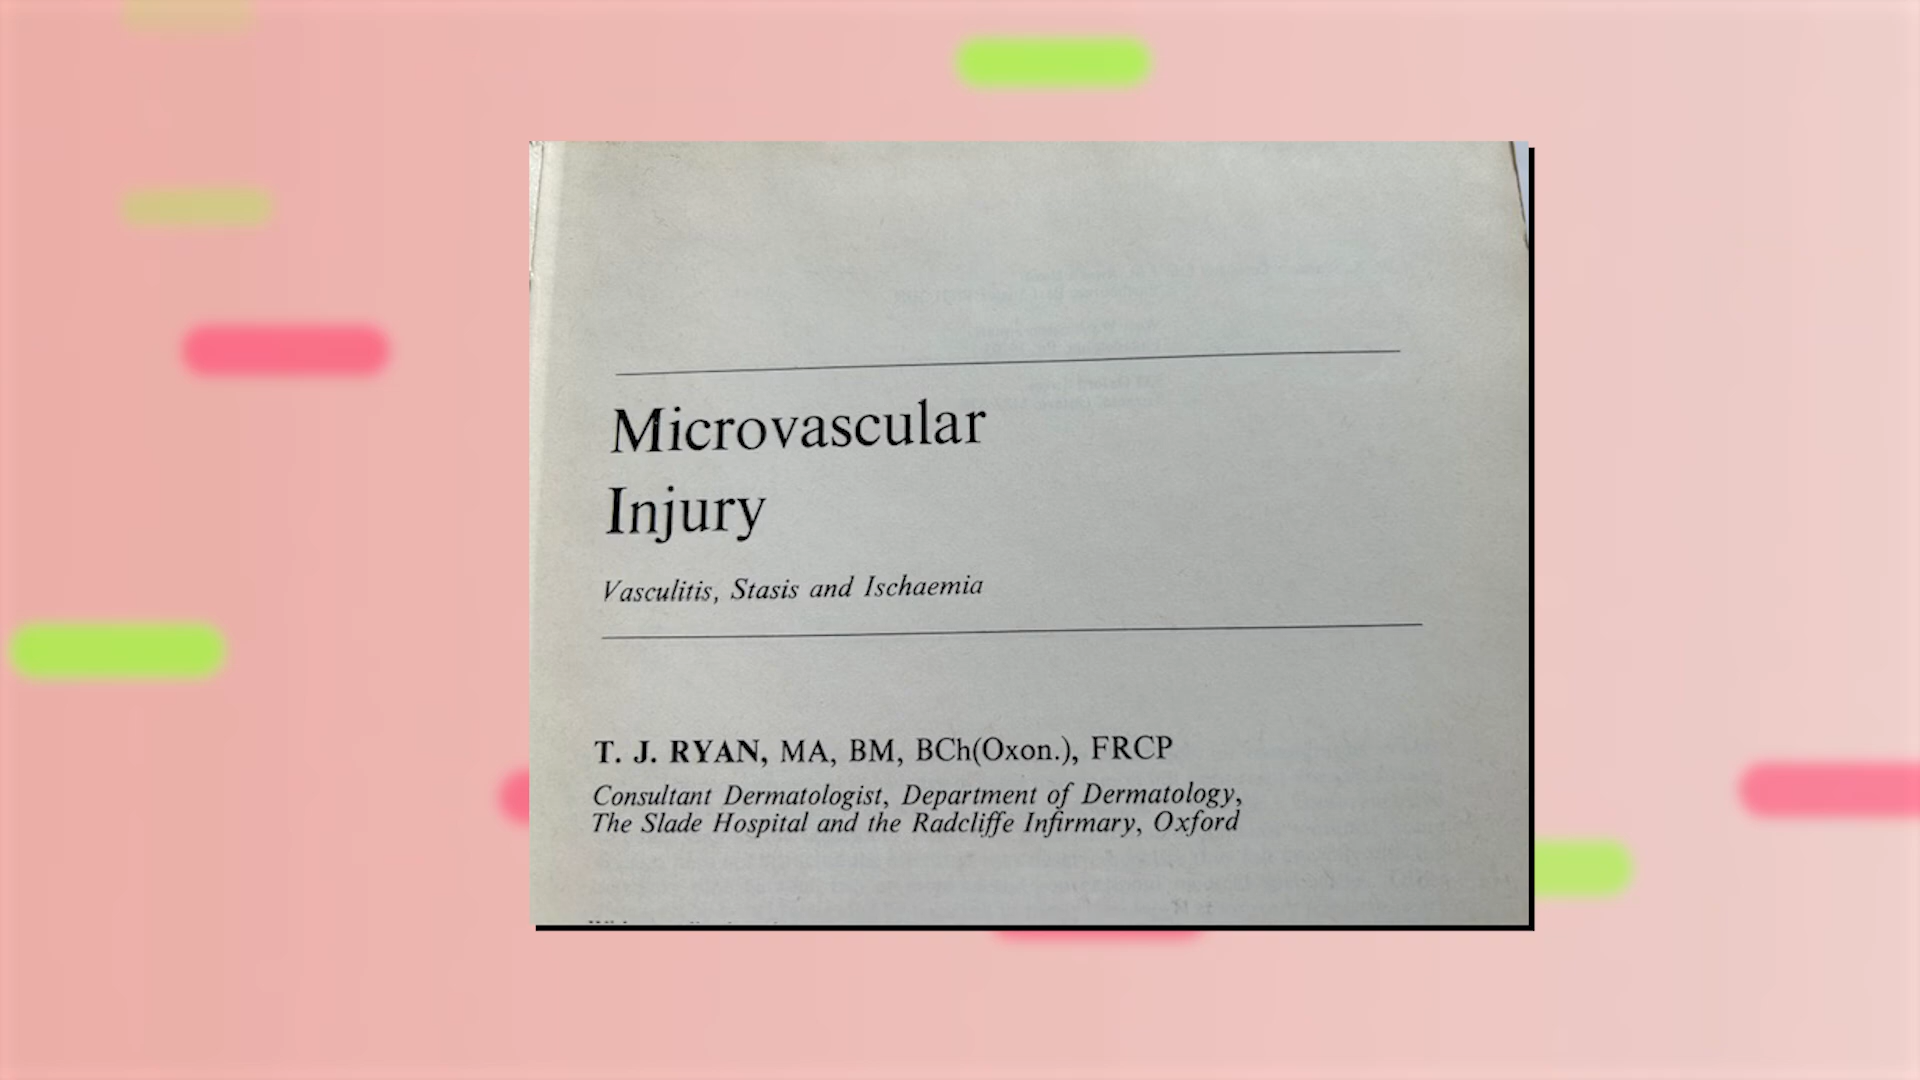 Microvascular
Injury
Vasculitis, Stasis and Ischaemia
T. J. RYAN, MA, BM, BCh(Oxon.), FRCP
Consultant Dermatologist, Department of Dermatology,
The Slade Hospital and the Radcliffe Infirmary, Oxford